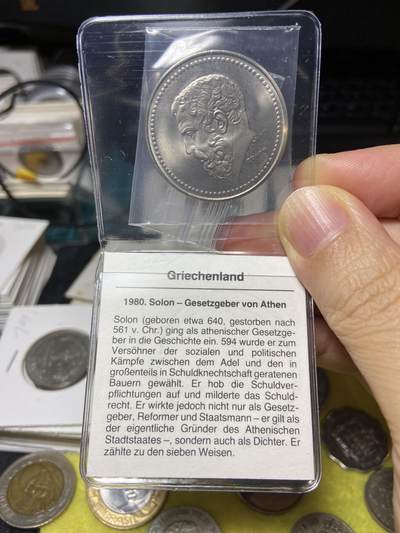 Griechenland
1980. Solon – Gesetzgeber von Athen
Solon (geboren etwa 640, gestorben nach
561 v. Chr.) ging als athenischer Gesetzge-
ber in die Geschichte ein. 594 wurde er zum
Versöhner der sozialen und politischen
Kämpfe zwischen dem Adel und den in
großenteils in Schuldknechtschaft geratenen
Bauern gewählt. Er hob die Schuldver-
pflichtungen auf und milderte das Schuld-
recht. Er wirkte jedoch nicht nur als Gesetz-
geber, Reformer und Staatsmann – er gilt als
der eigentliche Gründer des Athenischen
Stadtstaates –, sondern auch als Dichter. Er
zählte zu den sieben Weisen.